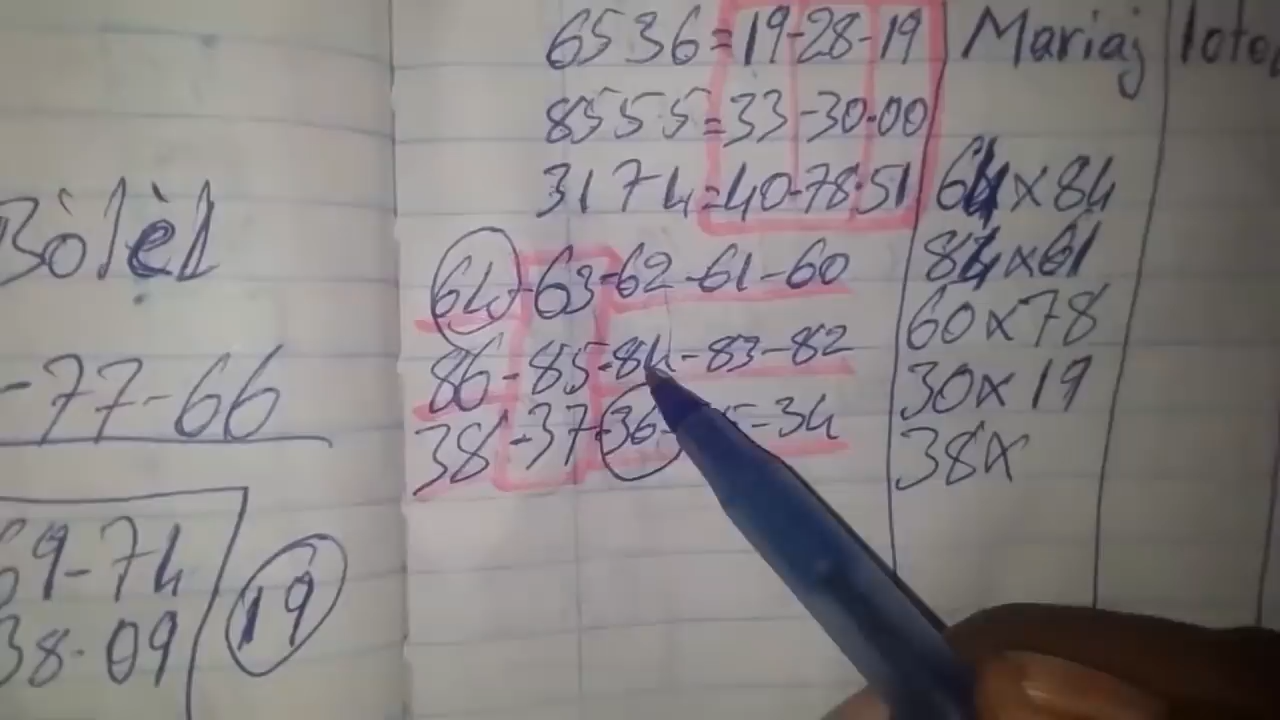 Bòlèl
-77-66
69-74
38-09
19
6536=19-28-19
8555=33-30-00
3174=40-78-51
64-63-62-61-60
86-85-84-83-82
38-37-36-35-34
Mariaj
64x84
84x61
60x78
30x19
38x